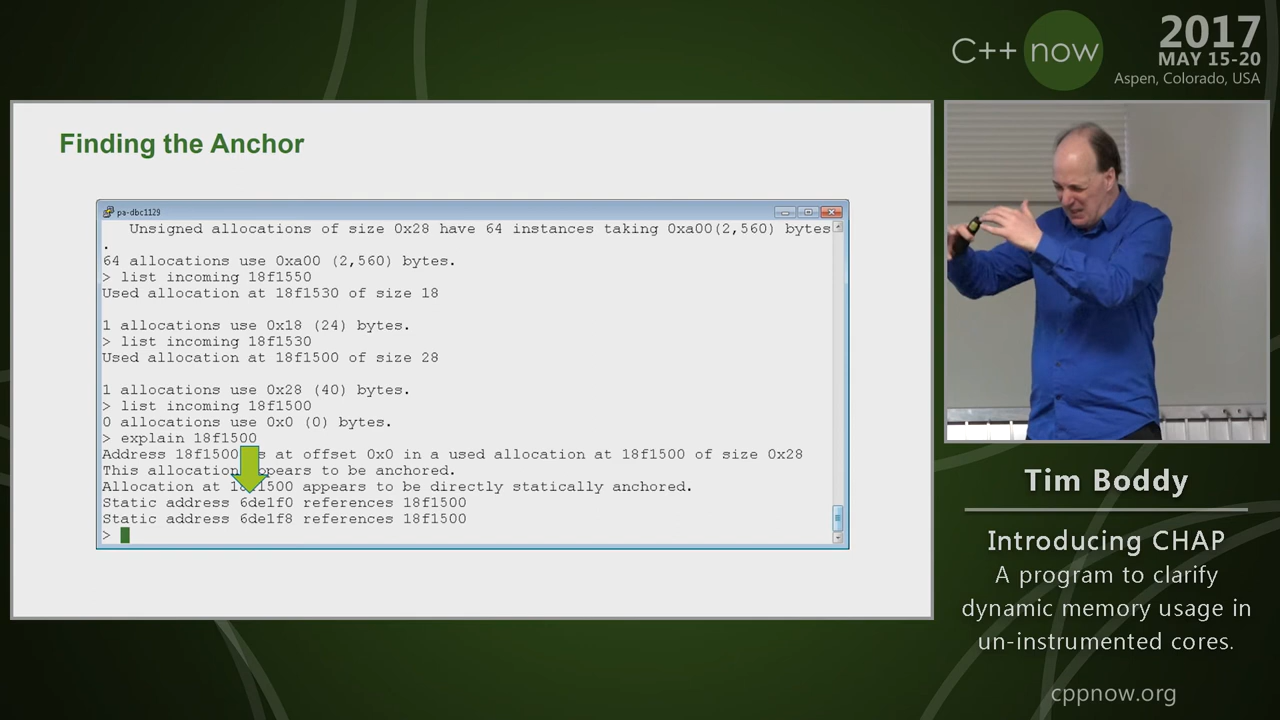 C++ now
2017
MAY 15-20
Aspen, Colorado, USA
Finding the Anchor
pa-dbc1129
Unsigned allocations of size 0x28 have 64 instances taking 0xa00(2,560) bytes
.
64 allocations use 0xa00 (2,560) bytes.
> list incoming 18f1550
Used allocation at 18f1530 of size 18
1 allocations use 0x18 (24) bytes.
> list incoming 18f1530
Used allocation at 18f1500 of size 28
1 allocations use 0x28 (40) bytes.
> list incoming 18f1500
0 allocations use 0x0 (0) bytes.
> explain 18f1500
Address 18f1500 is at offset 0x0 in a used allocation at 18f1500 of size 0x28
This allocation appears to be anchored.
Allocation at 18f1500 appears to be directly statically anchored.
Static address 6de1f0 references 18f1500
Static address 6de1f8 references 18f1500
>
Tim Boddy
Introducing CHAP
A program to clarify
dynamic memory usage in
un-instrumented cores.
cppnow.org